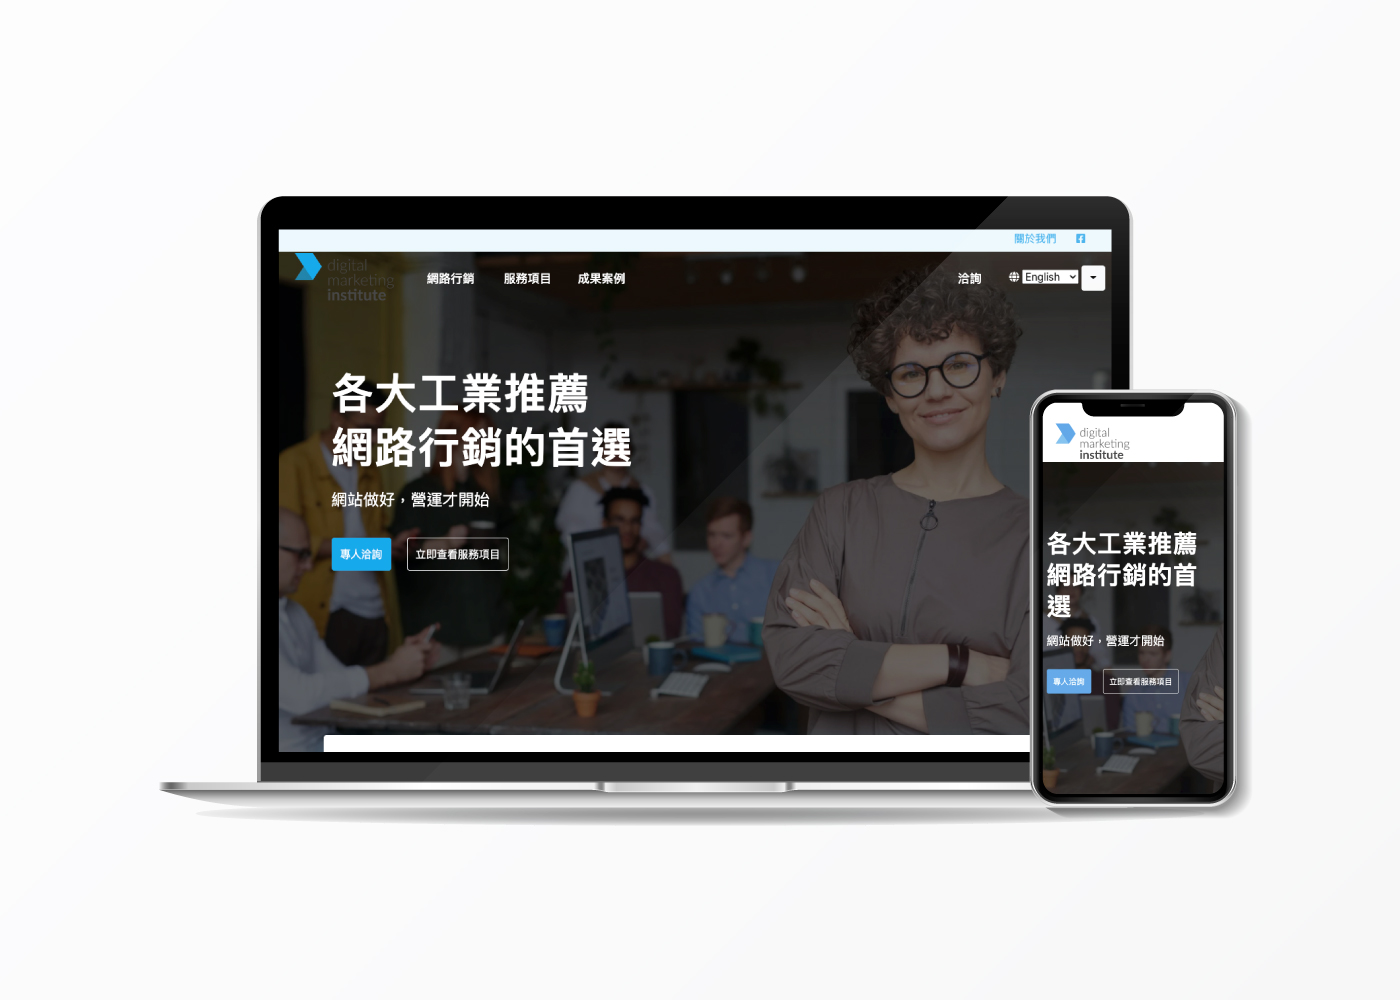 關於我們
digital
marketing
institute
網路行銷 服務項目 成果案例 洽詢 English
各大工業推薦
網路行銷的首選
網站做好，營運才開始
專人洽詢 立即查看服務項目
digital
marketing
institute
各大工業推薦
網路行銷的首
選
網站做好，營運才開始
專人洽詢 立即查看服務項目